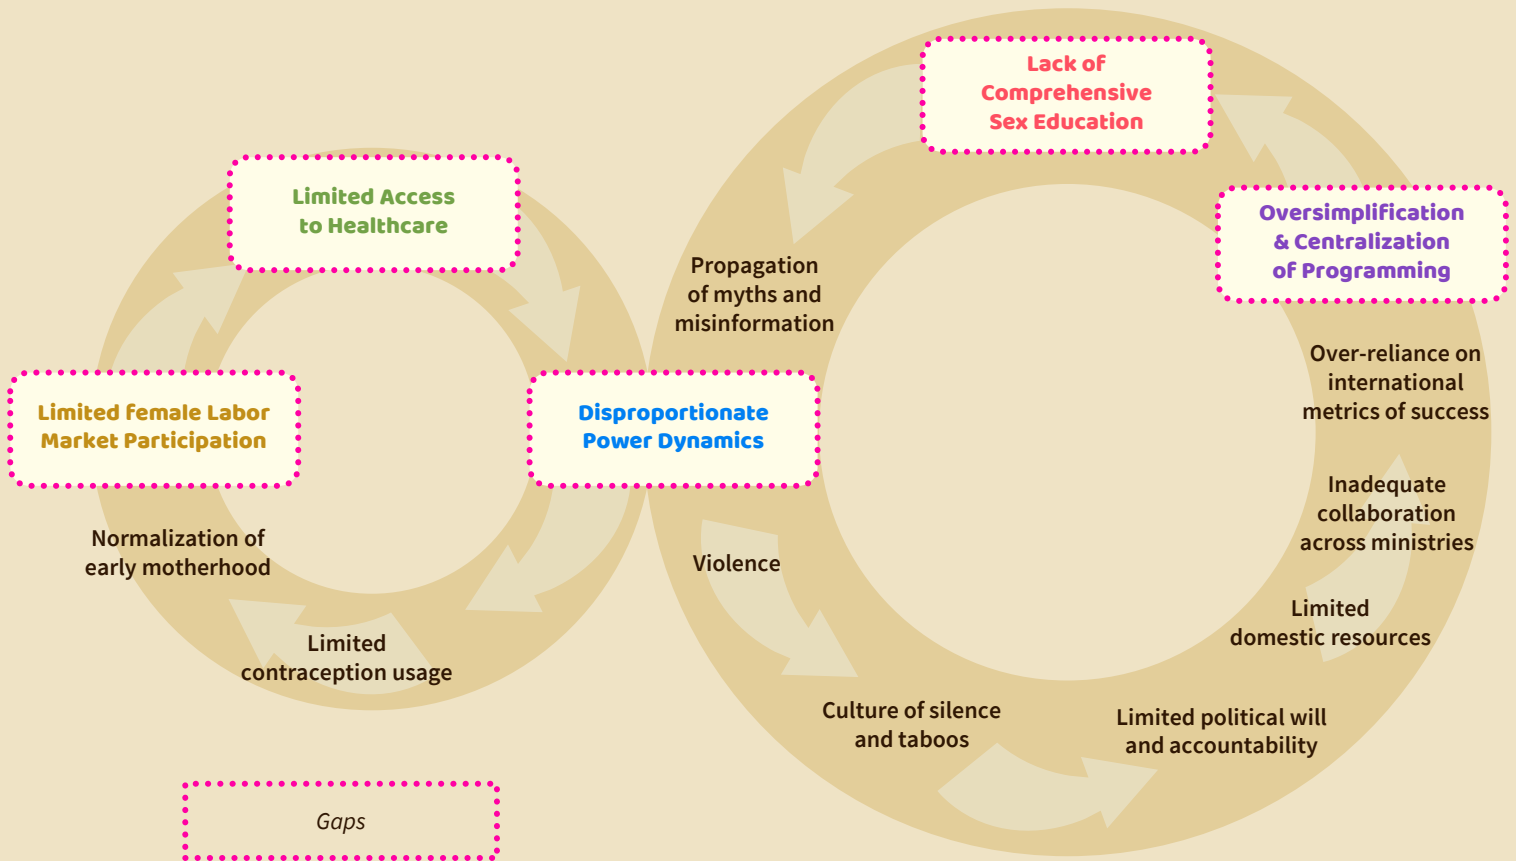 Lack of
Comprehensive
Sex Education
Limited Access
to Healthcare
Oversimplification
& Centralization
of Programming
Propagation
of myths and
misinformation
Over-reliance on
international
metrics of success
Limited female Labor
Market Participation
Disproportionate
Power Dynamics
Inadequate
collaboration
across ministries
Normalization of
early motherhood
Violence
Limited
domestic resources
Limited
contraception usage
Culture of silence
and taboos
Limited political will
and accountability
Gaps